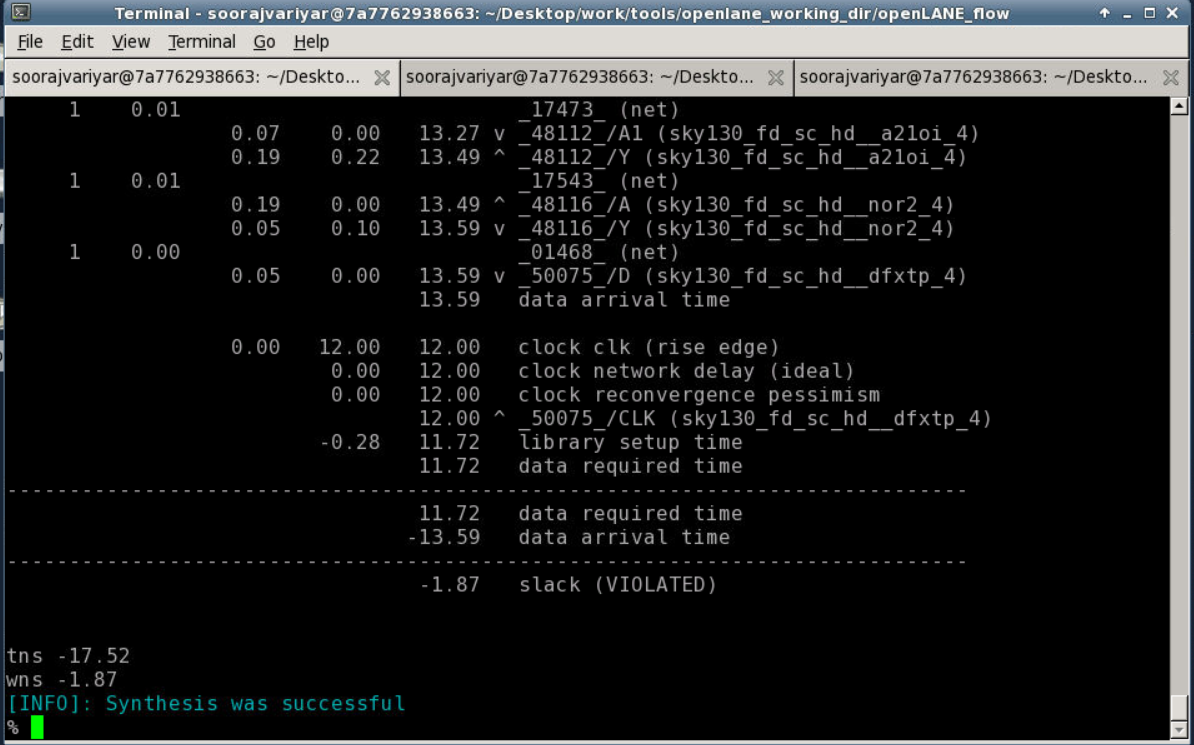 Terminal - soorajvariyar@7a7762938663: ~/Desktop/work/tools/openlane_working_dir/openLANE_flow
File Edit View Terminal Go Help
soorajvariyar@7a7762938663: ~/Deskto... soorajvariyar@7a7762938663: ~/Deskto... soorajvariyar@7a7762938663: ~/Deskto...
1 0.01 _17473_ (net)
0.07 0.00 13.27 v _48112_/A1 (sky130_fd_sc_hd__a21oi_4)
0.19 0.22 13.49 ^ _48112_/Y (sky130_fd_sc_hd__a21oi_4)
1 0.01 _17543_ (net)
0.19 0.00 13.49 ^ _48116_/A (sky130_fd_sc_hd__nor2_4)
0.05 0.10 13.59 v _48116_/Y (sky130_fd_sc_hd__nor2_4)
1 0.00 _01468_ (net)
0.05 0.00 13.59 v _50075_/D (sky130_fd_sc_hd__dfxtp_4)
13.59 data arrival time
0.00 12.00 12.00 clock clk (rise edge)
0.00 12.00 clock network delay (ideal)
0.00 12.00 clock reconvergence pessimism
12.00 ^ _50075_/CLK (sky130_fd_sc_hd__dfxtp_4)
-0.28 11.72 library setup time
11.72 data required time
-----------------------------------------------------------------------------
11.72 data required time
-13.59 data arrival time
-----------------------------------------------------------------------------
-1.87 slack (VIOLATED)
tns -17.52
wns -1.87
[INFO]: Synthesis was successful
%